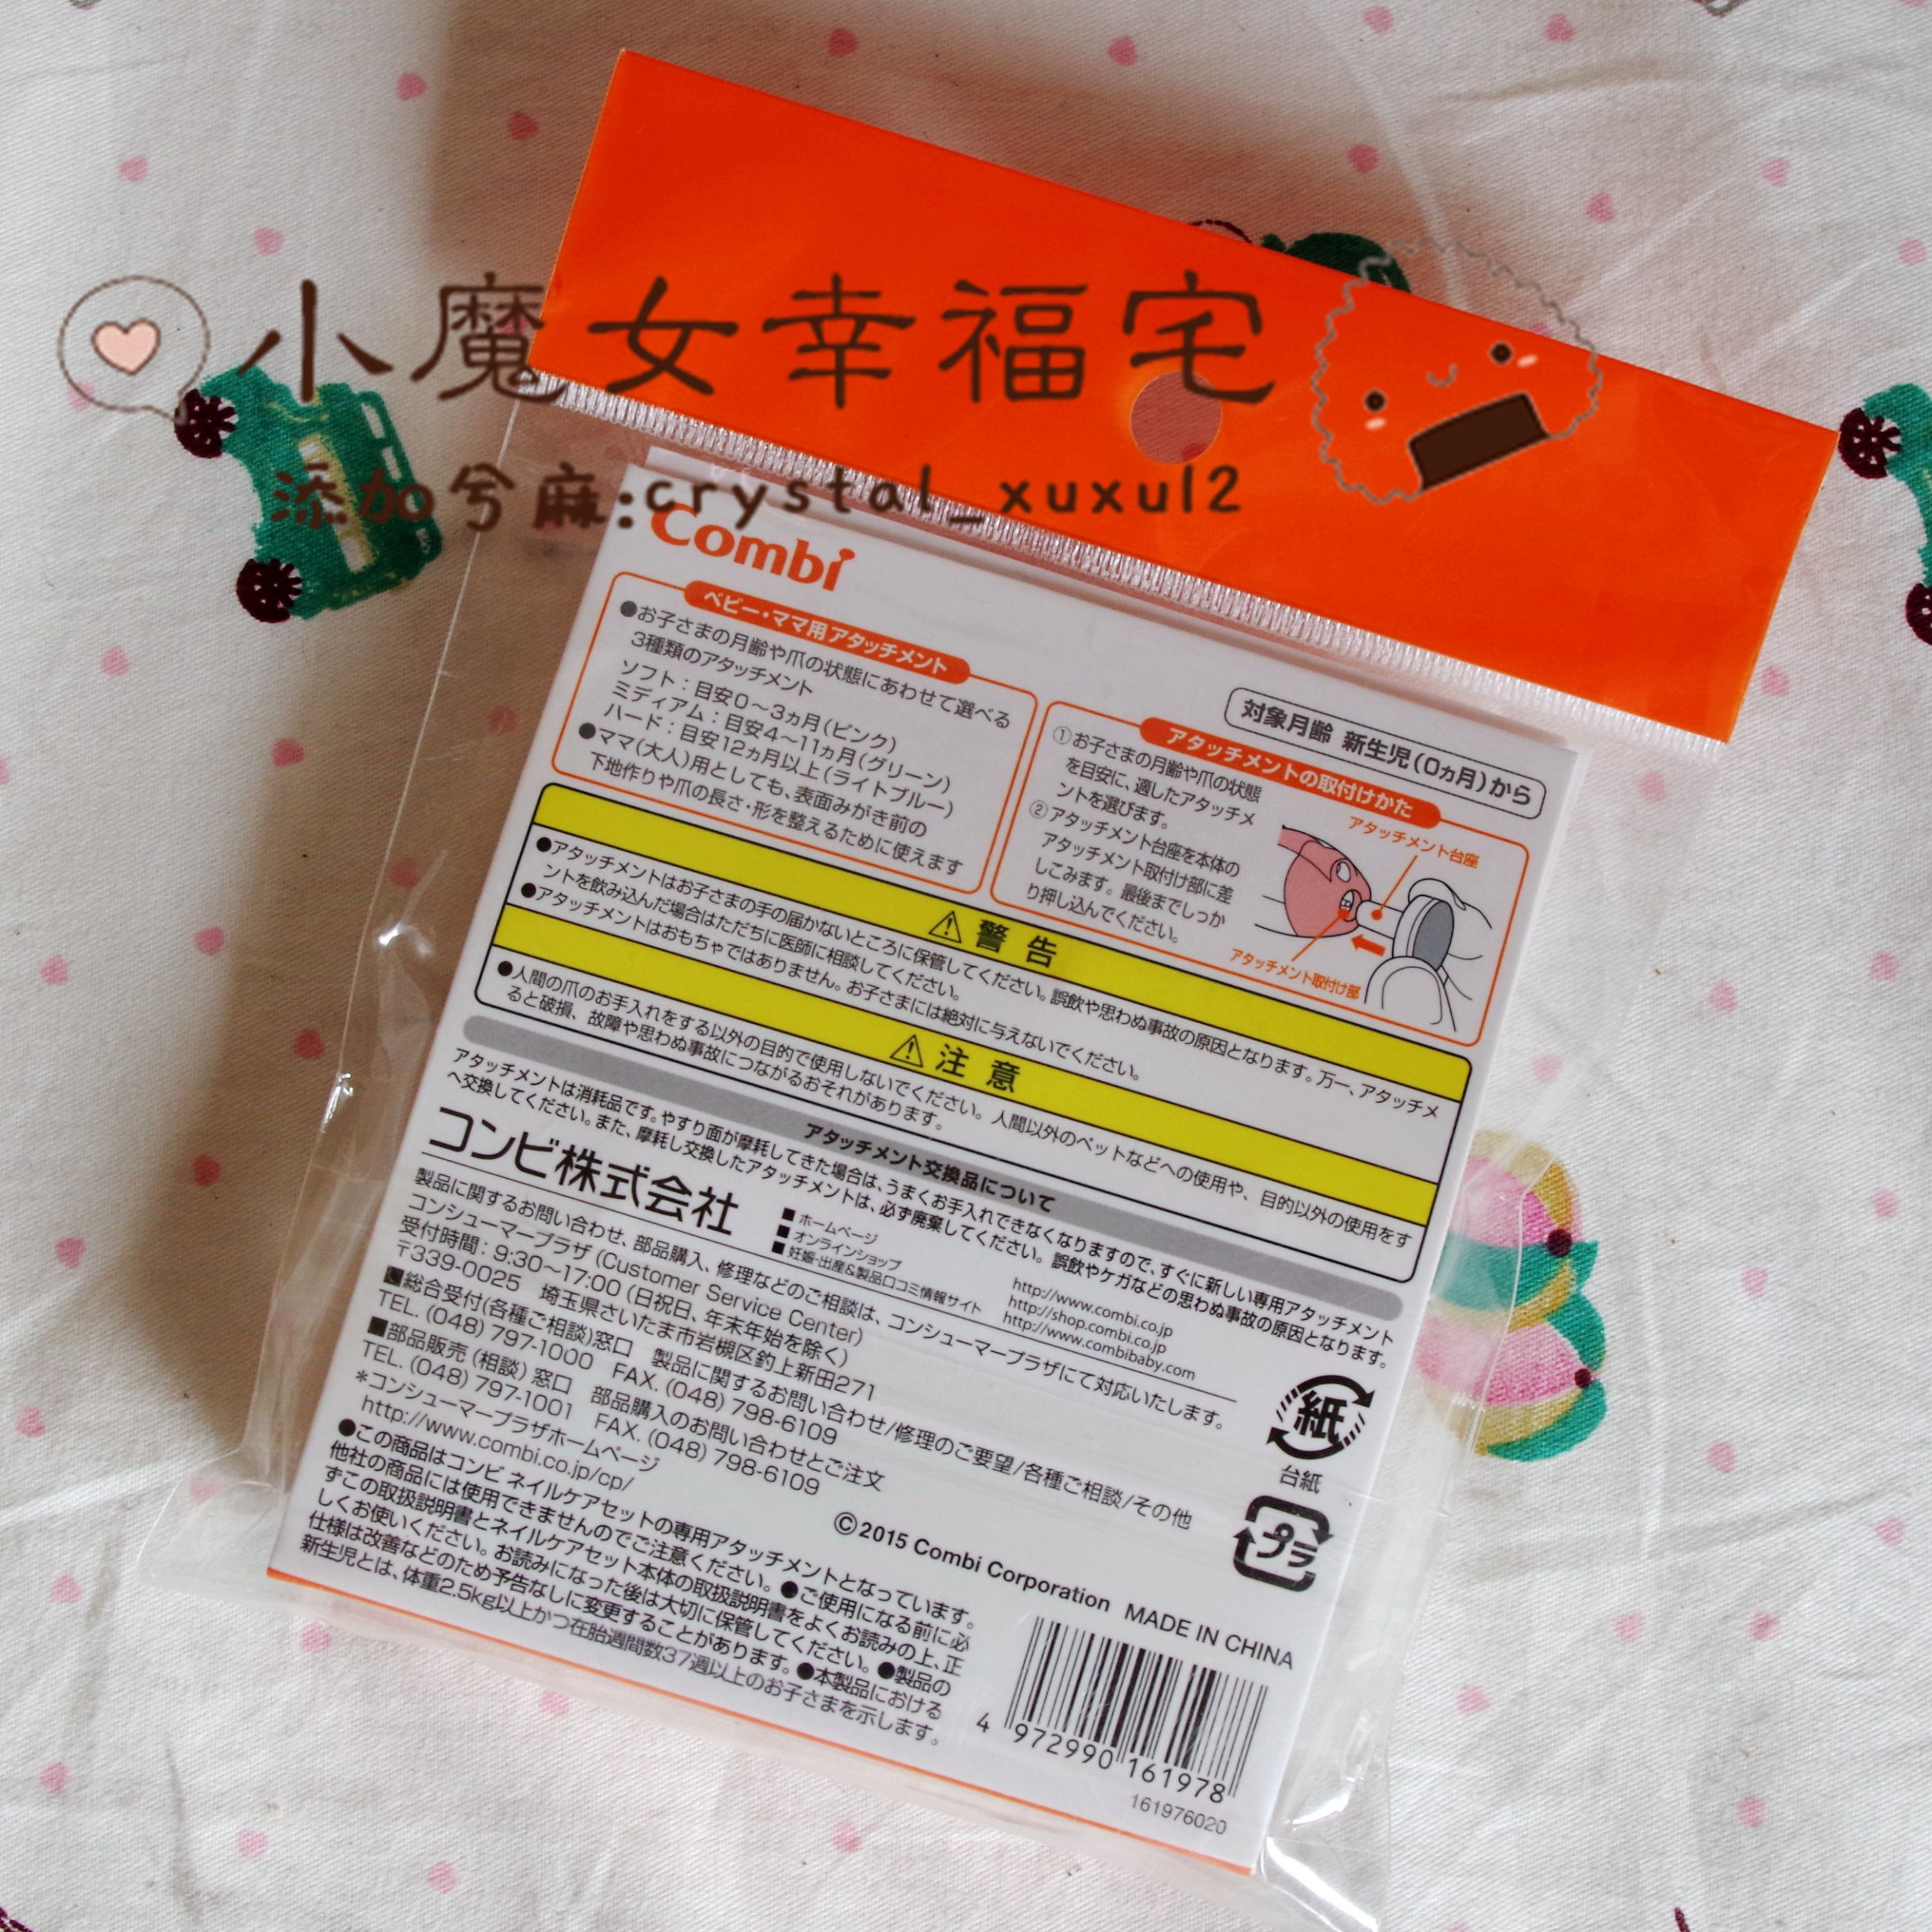 小魔女幸福宅
添加兮麻:crystal_xuxu12
Combi
対象月齢 新生児(0ヵ月)から
ベビー・ママ用アタッチメント
●お子さまの月齢や爪の状態にあわせて選べる
3種類のアタッチメント
ソフト:目安0〜3ヵ月(ピンク)
ミディアム:目安4〜11ヵ月(グリーン)
ハード:目安12ヵ月以上(ライトブルー)
●ママ(大人)用としても、表面みがき前の
下地作りや爪の長さ・形を整えるために使えます
アタッチメントの取付けかた
①お子さまの月齢や爪の状態
を目安に、適したアタッチメ
ントを選びます。
②アタッチメント台座を本体の
アタッチメント取付け部に差
しこみます。最後までしっか
り押し込んでください。
アタッチメント台座
アタッチメント取付け部
⚠警告
●アタッチメントはお子さまの手の届かないところに保管してください。誤飲や思わぬ事故の原因となります。万一、アタッチメ
ントを飲み込んだ場合はただちに医師に相談してください。
●アタッチメントはおもちゃではありません。お子さまには絶対に与えないでください。
⚠注意
●人間の爪のお手入れをする以外の目的で使用しないでください。人間以外のペットなどへの使用や、目的以外の使用をす
ると破損、故障や思わぬ事故につながるおそれがあります。
アタッチメント交換品について
アタッチメントは消耗品です。やすり面が摩耗してきた場合は、うまくお手入れできなくなりますので、すぐに新しい専用アタッチメント
へ交換してください。また、摩耗し交換したアタッチメントは、必ず廃棄してください。誤飲やケガなどの思わぬ事故の原因となります。
コンビ株式会社
■ホームページ http://www.combi.co.jp
■オンラインショップ http://shop.combi.co.jp
■妊娠・出産&製品口コミ情報サイト http://www.combibaby.com
製品に関するお問い合わせ、部品購入、修理などのご相談は、コンシューマープラザにて対応いたします。
コンシューマープラザ(Customer Service Center)
受付時間:9:30〜17:00(日祝日、年末年始を除く)
〒339-0025 埼玉県さいたま市岩槻区釣上新田271
■総合受付(各種ご相談)窓口 製品に関するお問い合わせ/修理のご要望/各種ご相談/その他
TEL. (048) 797-1000 FAX. (048) 798-6109
■部品販売(相談)窓口 部品購入のお問い合わせとご注文
TEL. (048) 797-1001 FAX. (048) 798-6109
*コンシューマープラザホームページ
http://www.combi.co.jp/cp/
紙
台紙
プラ
©2015 Combi Corporation MADE IN CHINA
●この商品はコンビ ネイルケアセットの専用アタッチメントとなっています。
他社の商品には使用できませんのでご注意ください。●ご使用になる前に必
ずこの取扱説明書とネイルケアセット本体の取扱説明書をよくお読みの上、正
しくお使いください。お読みになった後は大切に保管してください。●製品の
仕様は改善などのため予告なしに変更することがあります。●本製品における
新生児とは、体重2.5kg以上かつ在胎週間数37週以上のお子さまを示します。
4 972990 161978
161976020